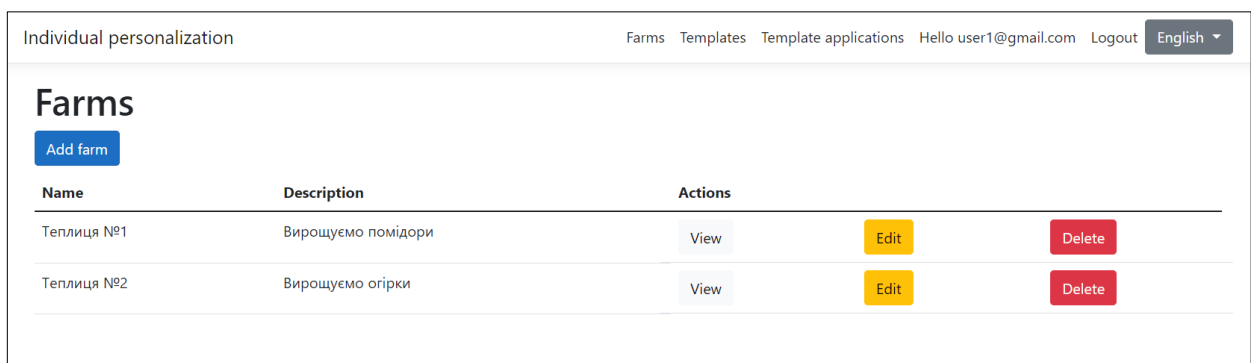 Individual personalization Farms Templates Template applications Hello user1@gmail.com Logout English
Farms
Add farm
Name Description Actions
Теплиця №1 Вирощуємо помідори View Edit Delete
Теплиця №2 Вирощуємо огірки View Edit Delete